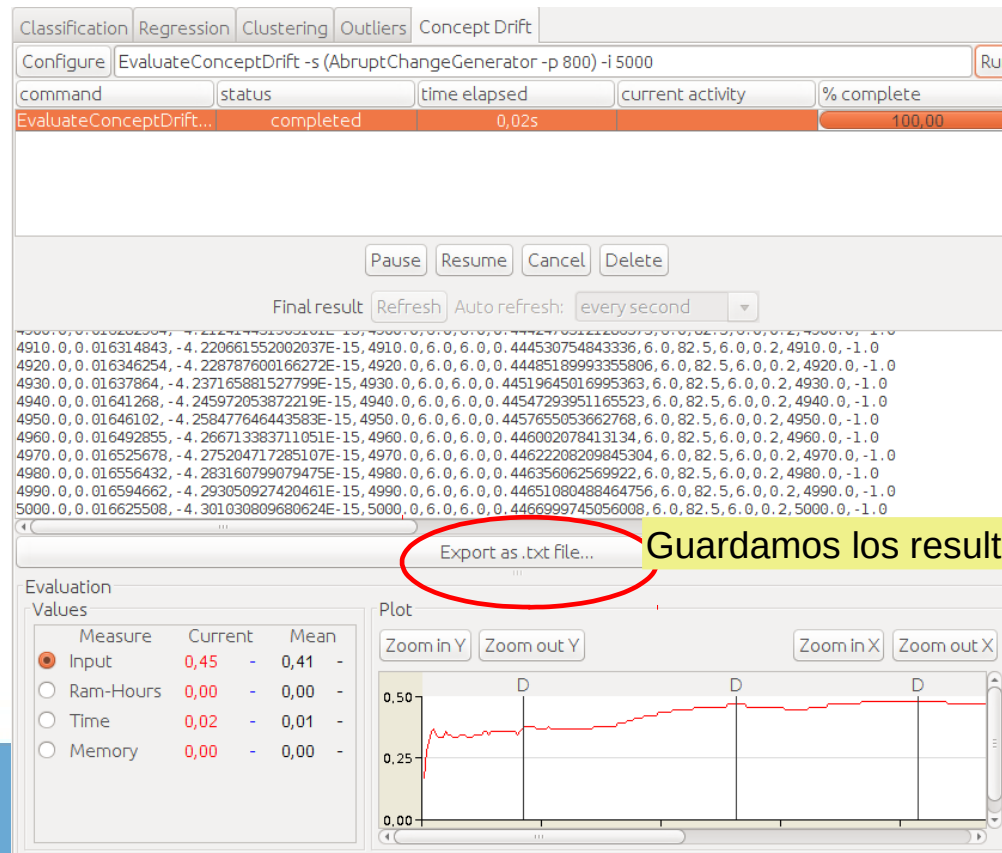 Classification Regression Clustering Outliers Concept Drift
Configure EvaluateConceptDrift -s (AbruptChangeGenerator -p 800) -i 5000 Ru
command status time elapsed current activity % complete
EvaluateConceptDrift... completed 0,02s 100,00
Pause Resume Cancel Delete
Final result Refresh Auto refresh: every second
4910.0,0.016314843,-4.220661552002037E-15,4910.0,6.0,6.0,0.444530754843336,6.0,82.5,6.0,0.2,4910.0,-1.0
4920.0,0.016346254,-4.228787600166272E-15,4920.0,6.0,6.0,0.44485189993355806,6.0,82.5,6.0,0.2,4920.0,-1.0
4930.0,0.01637864,-4.237165881527799E-15,4930.0,6.0,6.0,0.44519645016995363,6.0,82.5,6.0,0.2,4930.0,-1.0
4940.0,0.01641268,-4.245972053872219E-15,4940.0,6.0,6.0,0.44547293951165523,6.0,82.5,6.0,0.2,4940.0,-1.0
4950.0,0.01646102,-4.258477646443583E-15,4950.0,6.0,6.0,0.4457655053662768,6.0,82.5,6.0,0.2,4950.0,-1.0
4960.0,0.016492855,-4.266713383711051E-15,4960.0,6.0,6.0,0.446002078413134,6.0,82.5,6.0,0.2,4960.0,-1.0
4970.0,0.016525678,-4.275204717285107E-15,4970.0,6.0,6.0,0.44622208209845304,6.0,82.5,6.0,0.2,4970.0,-1.0
4980.0,0.016556432,-4.283160799079475E-15,4980.0,6.0,6.0,0.446356062569922,6.0,82.5,6.0,0.2,4980.0,-1.0
4990.0,0.016594662,-4.293050927420461E-15,4990.0,6.0,6.0,0.44651080488464756,6.0,82.5,6.0,0.2,4990.0,-1.0
5000.0,0.016625508,-4.301030809680624E-15,5000.0,6.0,6.0,0.4466999745056008,6.0,82.5,6.0,0.2,5000.0,-1.0
Export as .txt file... Guardamos los result
Evaluation
Values Plot
Measure Current Mean
Zoom in Y Zoom out Y Zoom in X Zoom out X
Input 0,45 - 0,41 -
Ram-Hours 0,00 - 0,00 -
Time 0,02 - 0,01 -
Memory 0,00 - 0,00 -
D D D
0,50
0,25
0,00